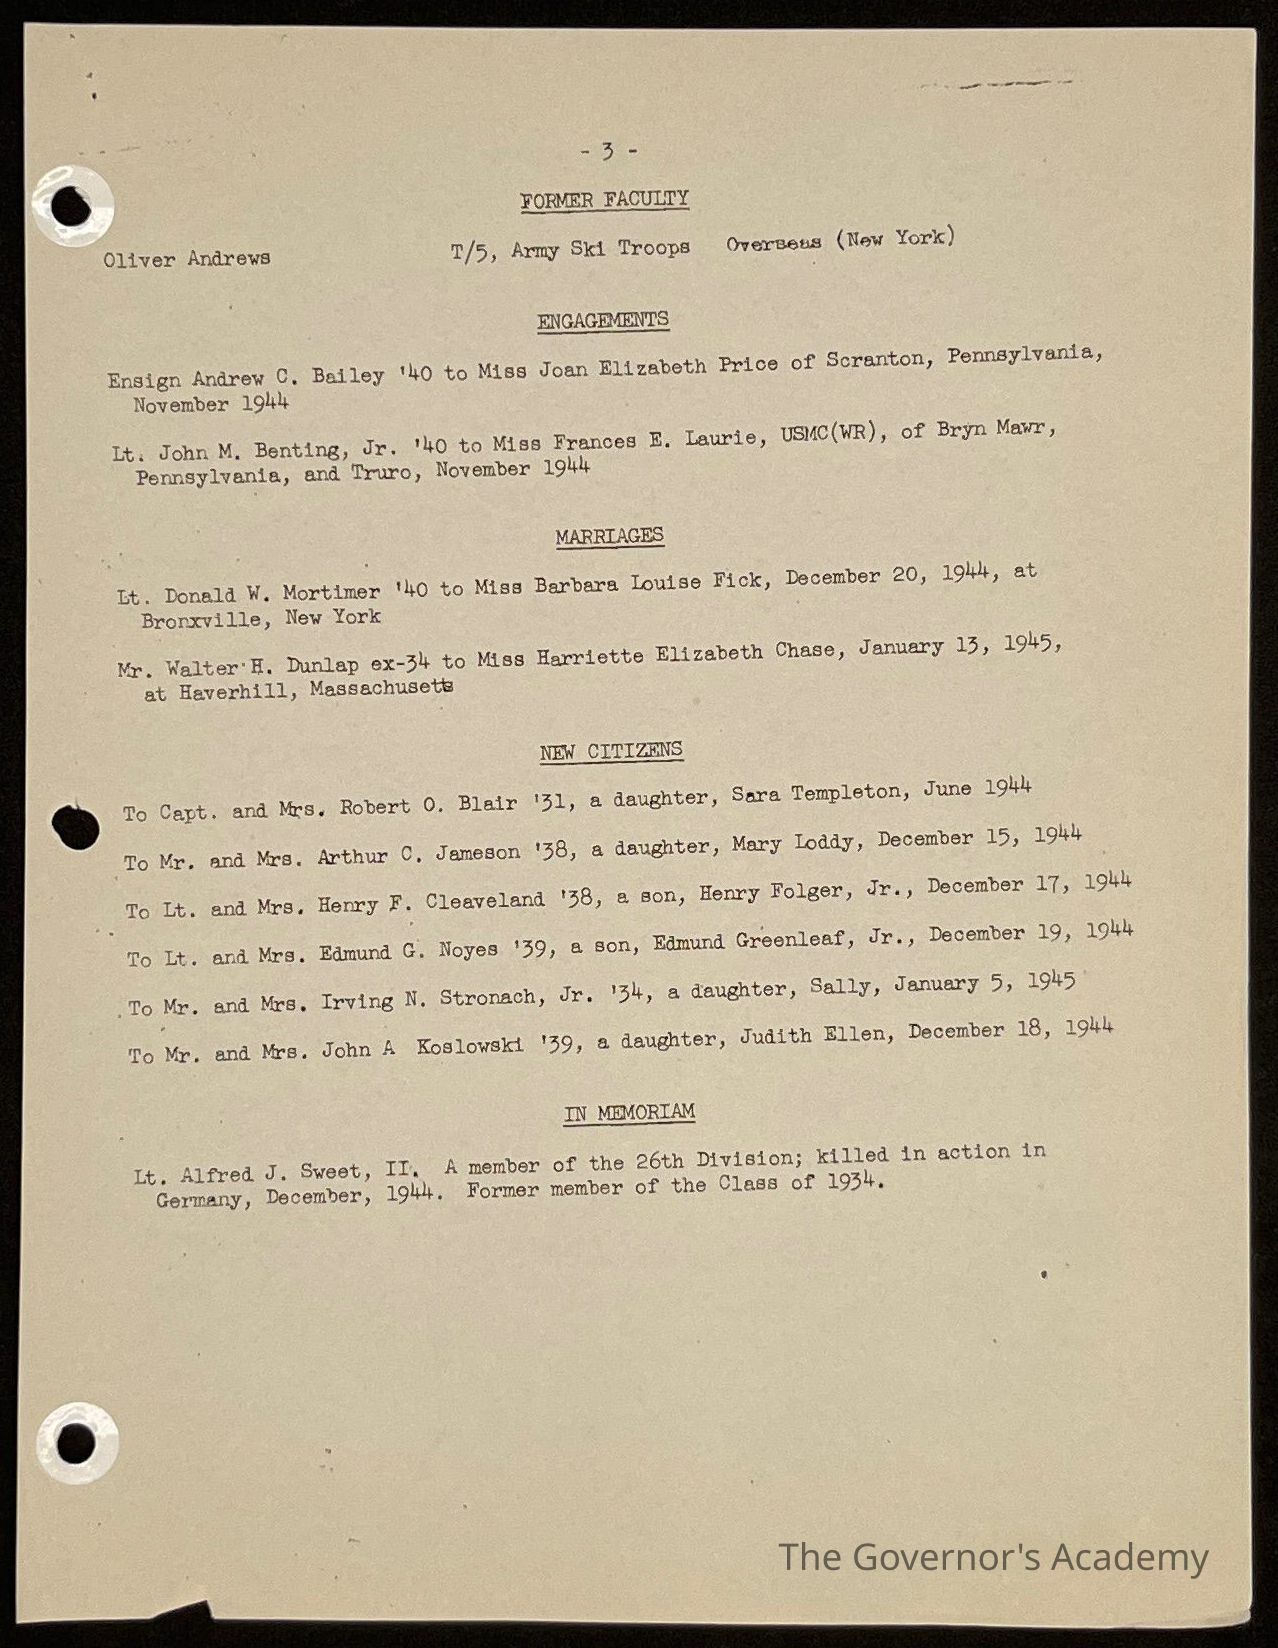 - 3 -
FORMER FACULTY
Oliver Andrews T/5, Army Ski Troops Overseas (New York)
ENGAGEMENTS
Ensign Andrew C. Bailey '40 to Miss Joan Elizabeth Price of Scranton, Pennsylvania,
November 1944
Lt. John M. Benting, Jr. '40 to Miss Frances E. Laurie, USMC(WR), of Bryn Mawr,
Pennsylvania, and Truro, November 1944
MARRIAGES
Lt. Donald W. Mortimer '40 to Miss Barbara Louise Fick, December 20, 1944, at
Bronxville, New York
Mr. Walter H. Dunlap ex-34 to Miss Harriette Elizabeth Chase, January 13, 1945,
at Haverhill, Massachusetts
NEW CITIZENS
To Capt. and Mrs. Robert O. Blair '31, a daughter, Sara Templeton, June 1944
To Mr. and Mrs. Arthur C. Jameson '38, a daughter, Mary Loddy, December 15, 1944
To Lt. and Mrs. Henry F. Cleaveland '38, a son, Henry Folger, Jr., December 17, 1944
To Lt. and Mrs. Edmund G. Noyes '39, a son, Edmund Greenleaf, Jr., December 19, 1944
To Mr. and Mrs. Irving N. Stronach, Jr. '34, a daughter, Sally, January 5, 1945
To Mr. and Mrs. John A Koslowski '39, a daughter, Judith Ellen, December 18, 1944
IN MEMORIAM
Lt. Alfred J. Sweet, II. A member of the 26th Division; killed in action in
Germany, December, 1944. Former member of the Class of 1934.
The Governor's Academy